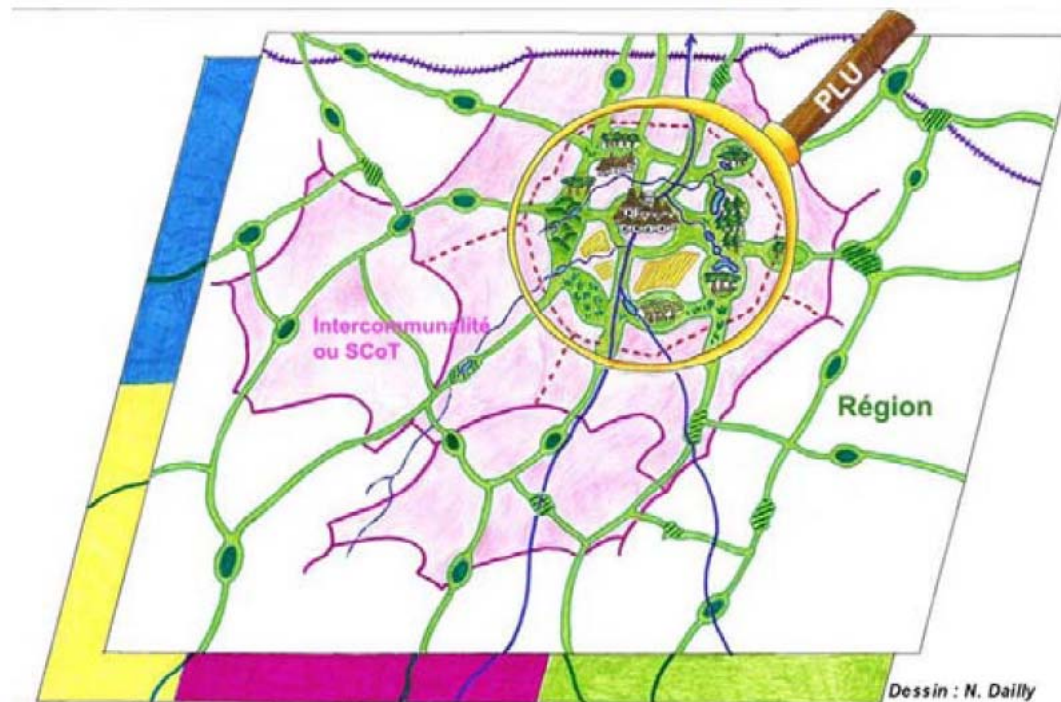 PLU
Intercommunalité
ou SCoT
Région
Dessin : N. Dailly